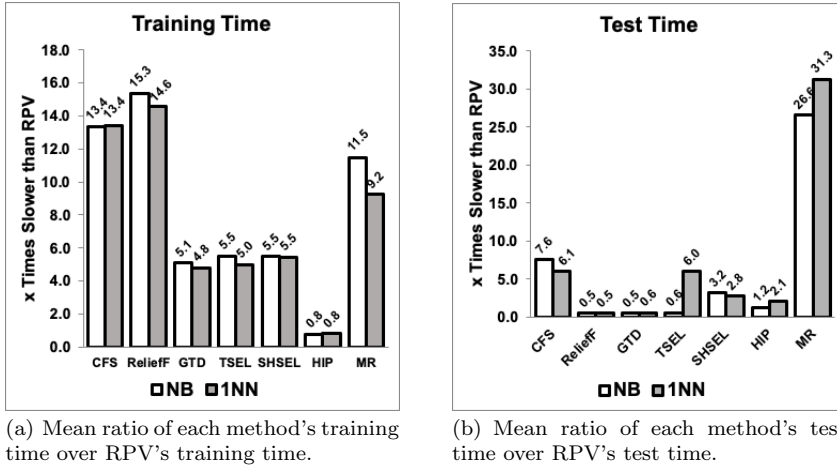 Training Time
x Times Slower than RPV
18.0
16.0
14.0
12.0
10.0
8.0
6.0
4.0
2.0
0.0
13.4 13.4 15.3 14.6 5.1 4.8 5.5 5.0 5.5 5.5 0.8 0.8 11.5 9.2
CFS ReliefF GTD TSEL SHSEL HIP MR
NB 1NN
(a) Mean ratio of each method's training
time over RPV's training time.
Test Time
x Times Slower than RPV
35.0
30.0
25.0
20.0
15.0
10.0
5.0
0.0
7.6 6.1 0.5 0.5 0.5 0.6 0.6 6.0 3.2 2.8 1.2 2.1 26.6 31.3
CFS ReliefF GTD TSEL SHSEL HIP MR
NB 1NN
(b) Mean ratio of each method's tes
time over RPV's test time.